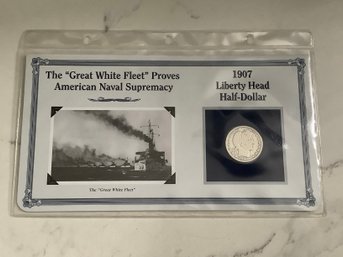 The "Great White Fleet" Proves
American Naval Supremacy
The "Great White Fleet"
1907
Liberty Head
Half-Dollar